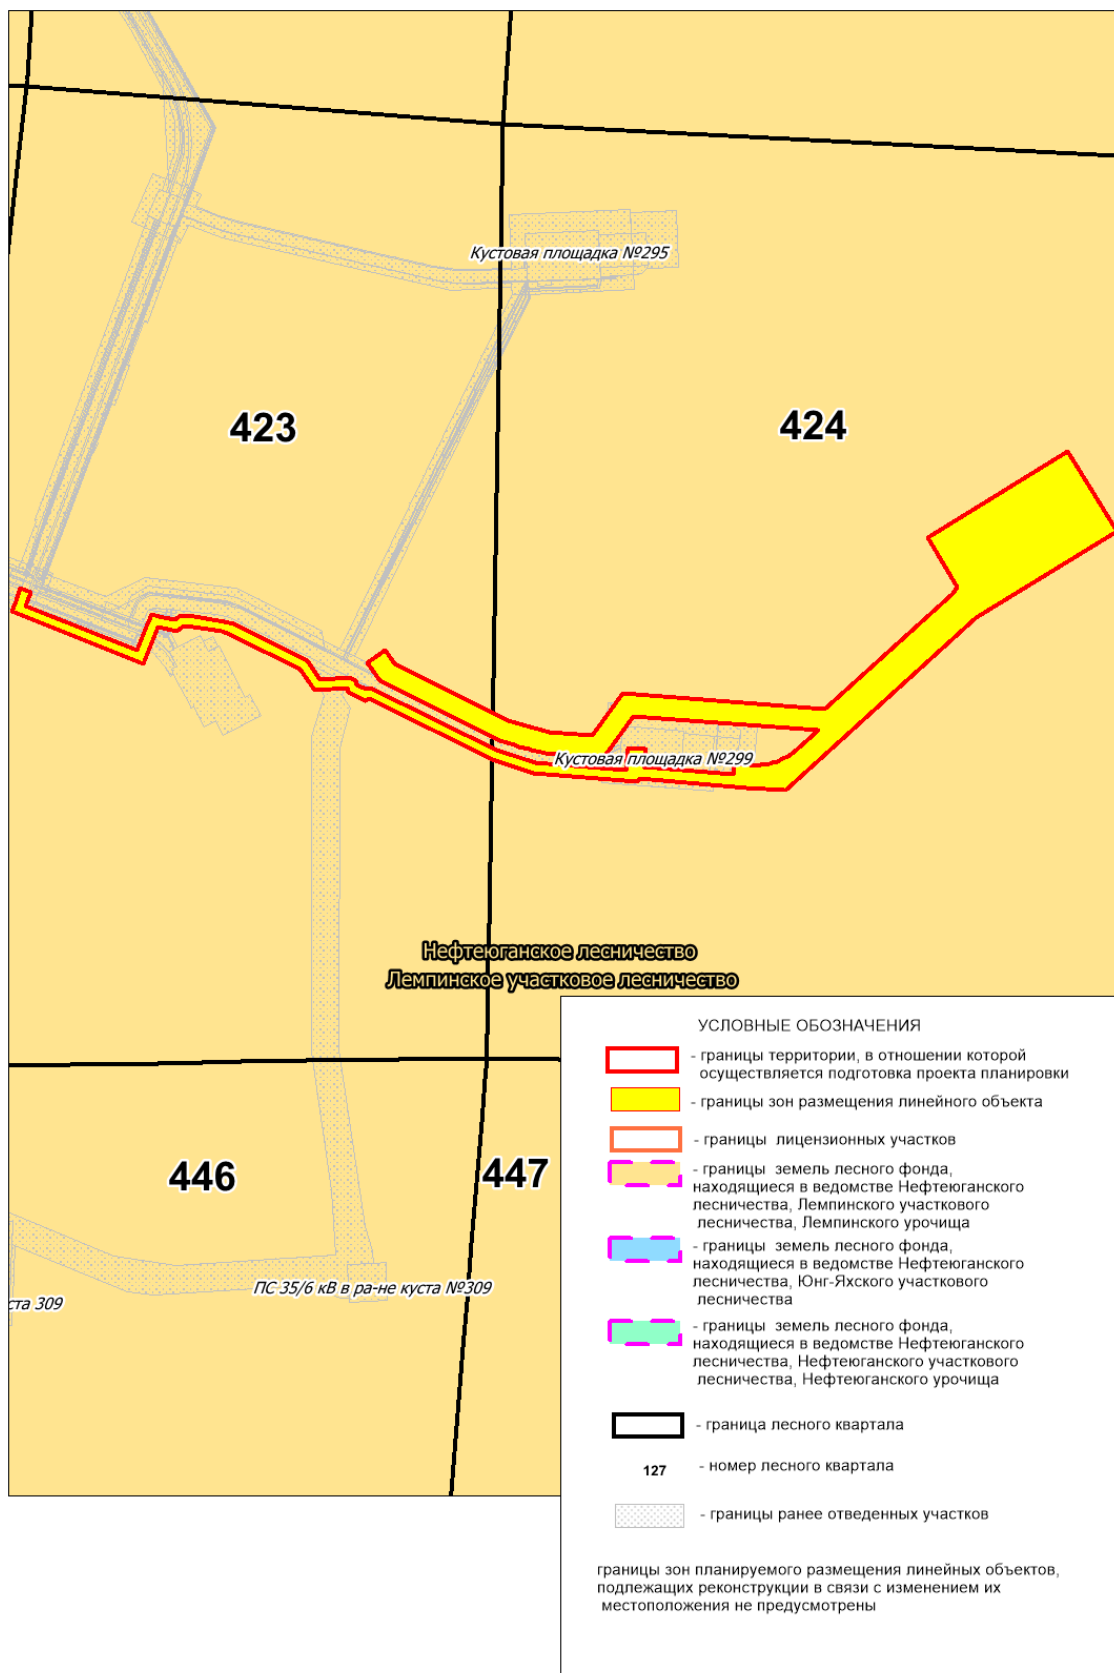 Кустовая площадка №295
423
424
Кустовая площадка №299
Нефтеюганское лесничество
Лемпинское участковое лесничество
446
447
ПС 35/6 кВ в ра-не куста №309
ста 309
УСЛОВНЫЕ ОБОЗНАЧЕНИЯ
- границы территории, в отношении которой
осуществляется подготовка проекта планировки
- границы зон размещения линейного объекта
- границы лицензионных участков
- границы земель лесного фонда,
находящиеся в ведомстве Нефтеюганского
лесничества, Лемпинского участкового
лесничества, Лемпинского урочища
- границы земель лесного фонда,
находящиеся в ведомстве Нефтеюганского
лесничества, Юнг-Яхского участкового
лесничества
- границы земель лесного фонда,
находящиеся в ведомстве Нефтеюганского
лесничества, Нефтеюганского участкового
лесничества, Нефтеюганского урочища
- граница лесного квартала
127 - номер лесного квартала
- границы ранее отведенных участков
границы зон планируемого размещения линейных объектов,
подлежащих реконструкции в связи с изменением их
местоположения не предусмотрены